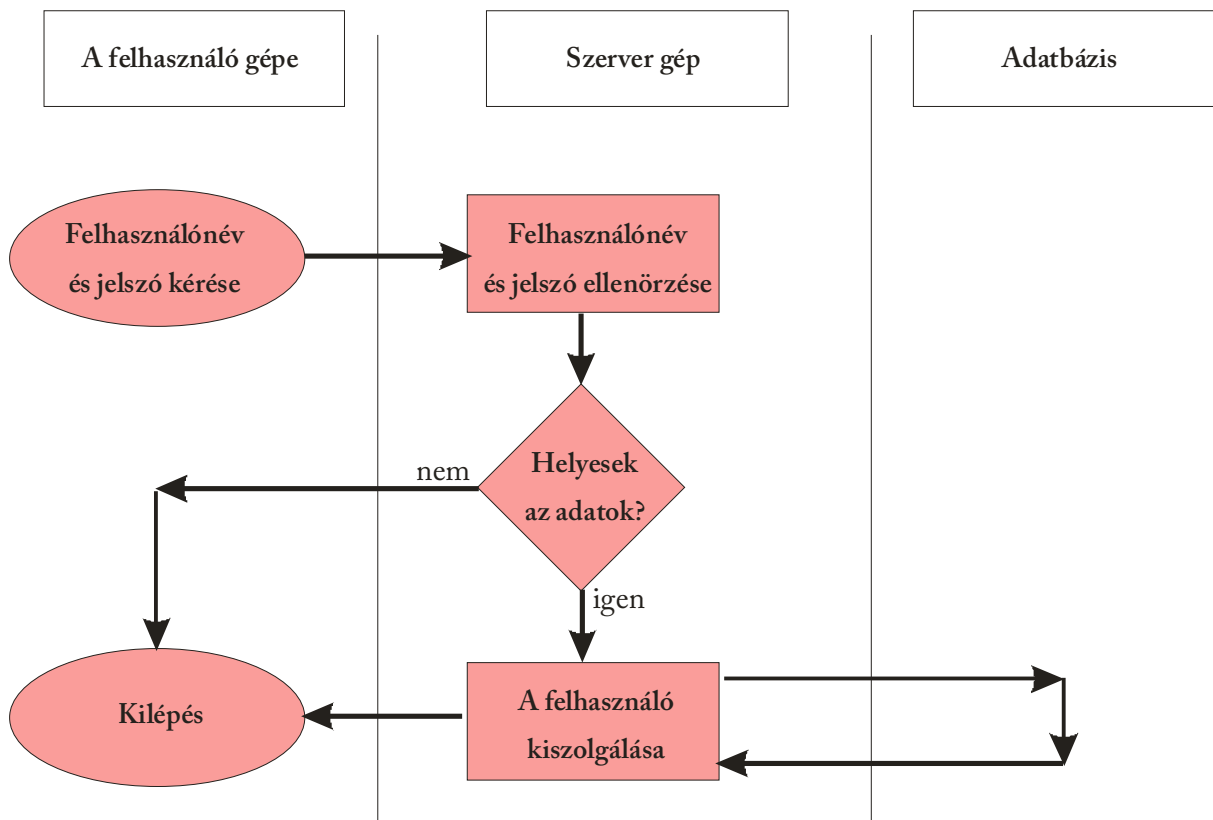 A felhasználó gépe
Szerver gép
Adatbázis
Felhasználónév
és jelszó kérése
Felhasználónév
és jelszó ellenörzése
Helyesek
az adatok?
nem
igen
A felhasználó
kiszolgálása
Kilépés